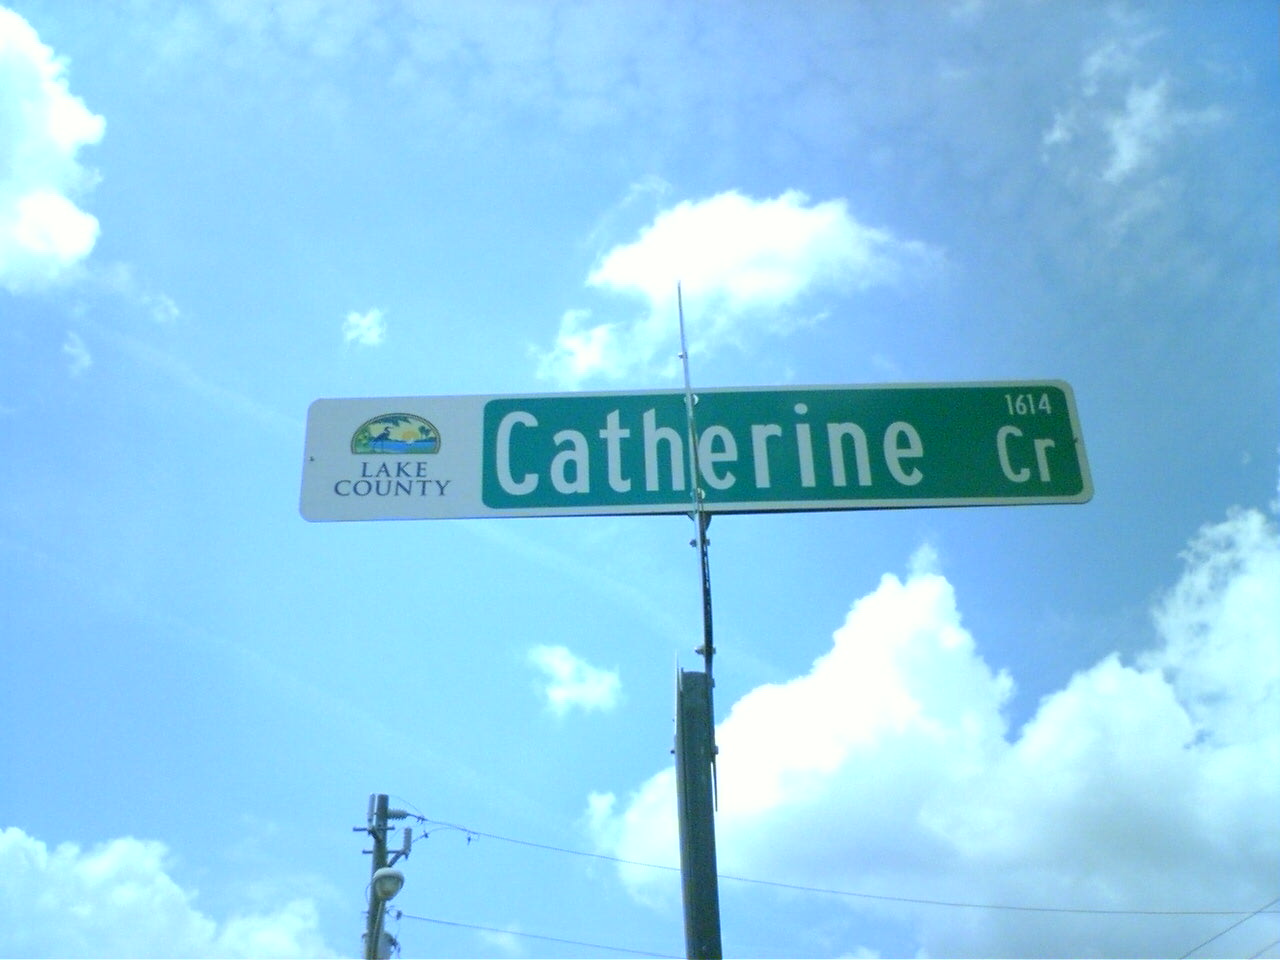 LAKE
COUNTY
Catherine Cr
1614